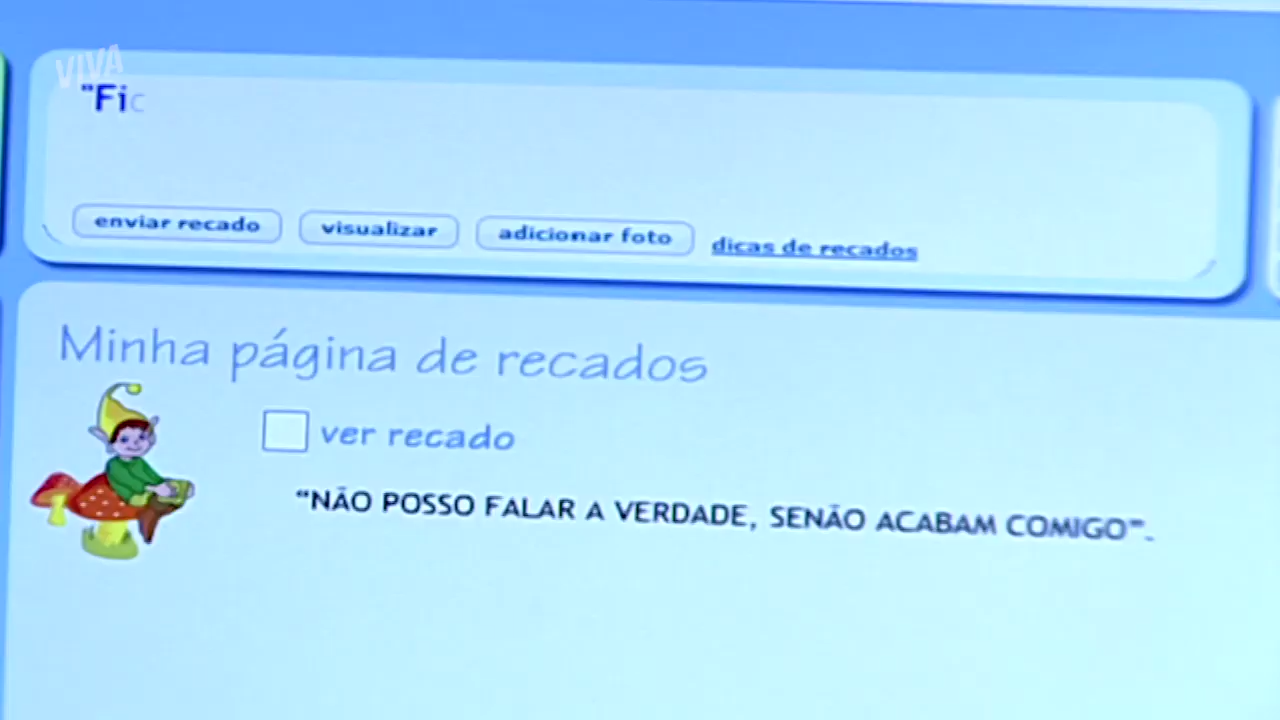 VIVA
"Fic
enviar recado visualizar adicionar foto dicas de recados
Minha página de recados
ver recado
"NÃO POSSO FALAR A VERDADE, SENÃO ACABAM COMIGO".